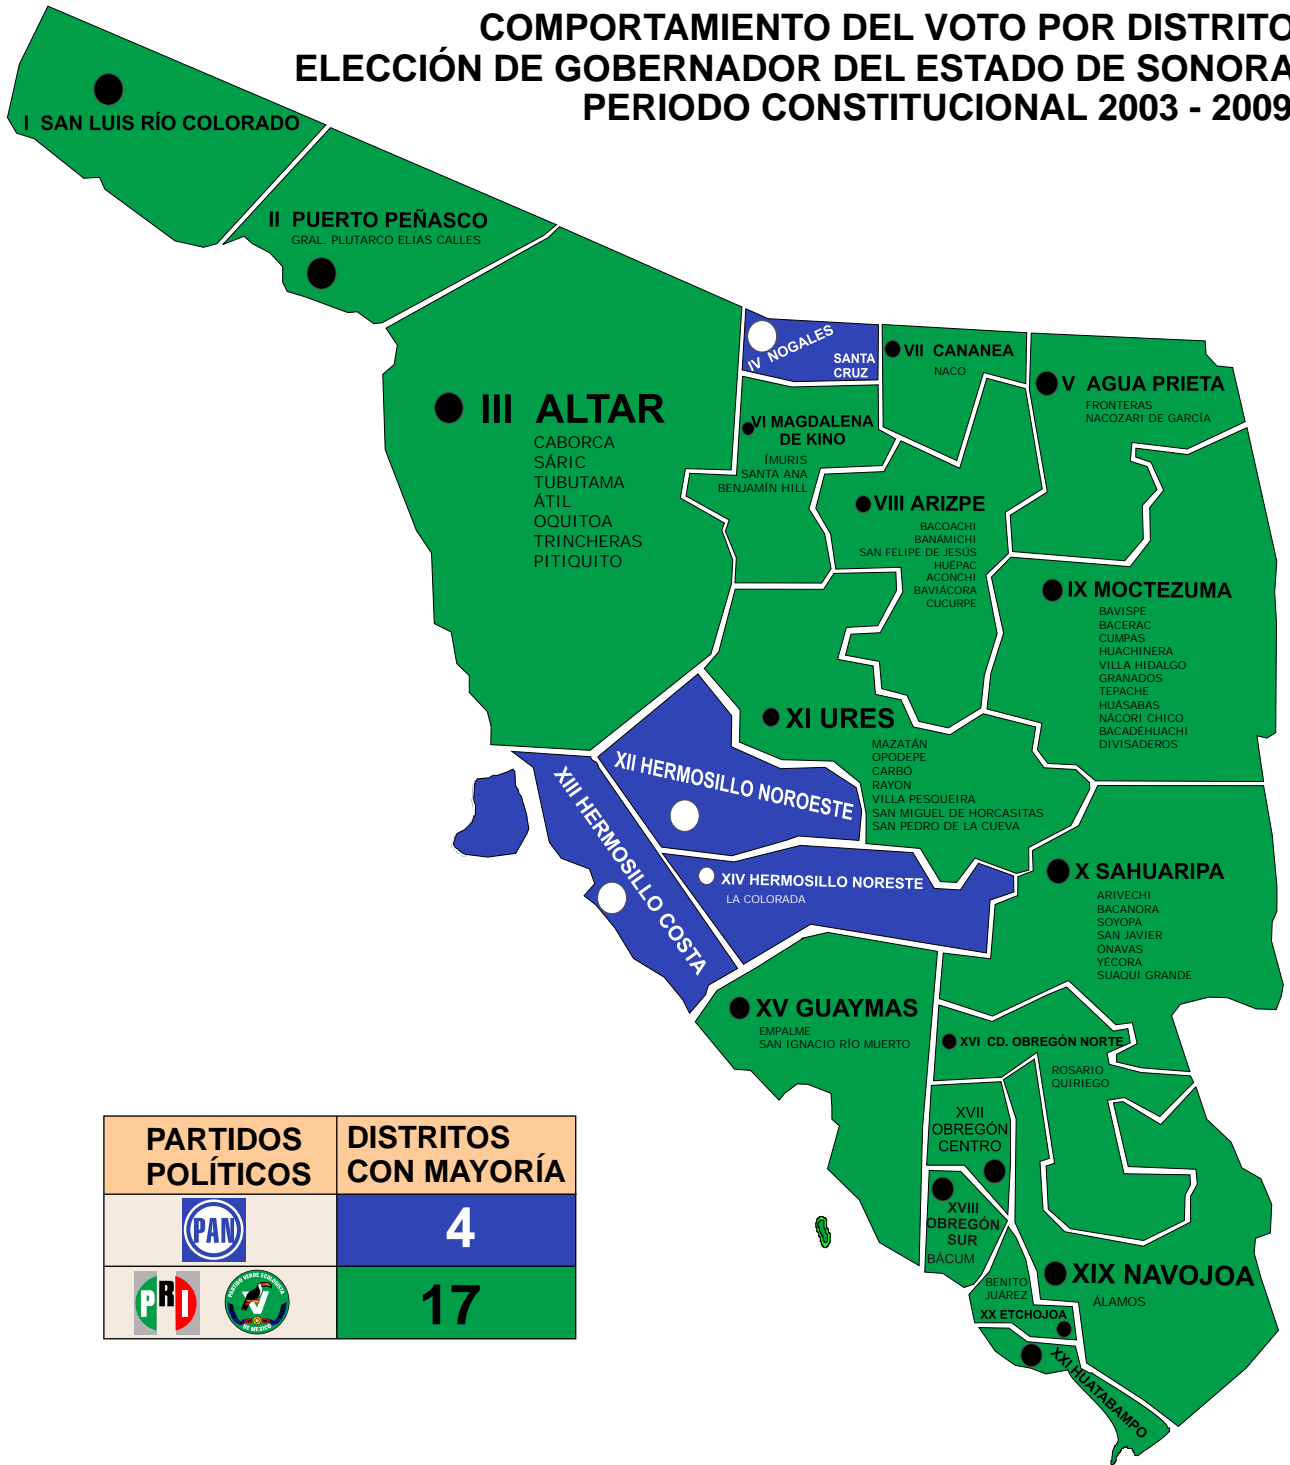 COMPORTAMIENTO DEL VOTO POR DISTRITO
ELECCIÓN DE GOBERNADOR DEL ESTADO DE SONORA
PERIODO CONSTITUCIONAL 2003 - 2009
I SAN LUIS RÍO COLORADO
II PUERTO PEÑASCO
GRAL. PLUTARCO ELIAS CALLES
III ALTAR
CABORCA
SÁRIC
TUBUTAMA
ÁTIL
OQUITOA
TRINCHERAS
PITIQUITO
IV NOGALES
SANTA
CRUZ
VII CANANEA
NACO
V AGUA PRIETA
FRONTERAS
NACOZARI DE GARCÍA
VI MAGDALENA
DE KINO
ÍMURIS
SANTA ANA
BENJAMÍN HILL
VIII ARIZPE
BACOACHI
BANÁMICHI
SAN FELIPE DE JESÚS
HUÉPAC
ACONCHI
BAVIÁCORA
CUCURPE
IX MOCTEZUMA
BAVISPE
BACERAC
CUMPAS
HUACHINERA
VILLA HIDALGO
GRANADOS
TEPACHE
HUÁSABAS
NÁCORI CHICO
BACADÉHUACHI
DIVISADEROS
XI URES
MAZATÁN
OPODEPE
CARBÓ
RAYON
VILLA PESQUEIRA
SAN MIGUEL DE HORCASITAS
SAN PEDRO DE LA CUEVA
XII HERMOSILLO NOROESTE
XIII HERMOSILLO COSTA
XIV HERMOSILLO NORESTE
LA COLORADA
X SAHUARIPA
ARIVECHI
BACANORA
SOYOPA
SAN JAVIER
ÓNAVAS
YÉCORA
SUAQUI GRANDE
XV GUAYMAS
EMPALME
SAN IGNACIO RÍO MUERTO
XVI CD. OBREGÓN NORTE
ROSARIO
QUIRIEGO
XVII
OBREGÓN
CENTRO
XVIII
OBREGÓN
SUR
BÁCUM
BENITO
JUÁREZ
XIX NAVOJOA
ÁLAMOS
XX ETCHOJOA
XXI HUATABAMPO
PARTIDOS
POLÍTICOS
DISTRITOS
CON MAYORÍA
PAN
4
PRI
PARTIDO VERDE ECOLOGISTA
DE MEXICO
17